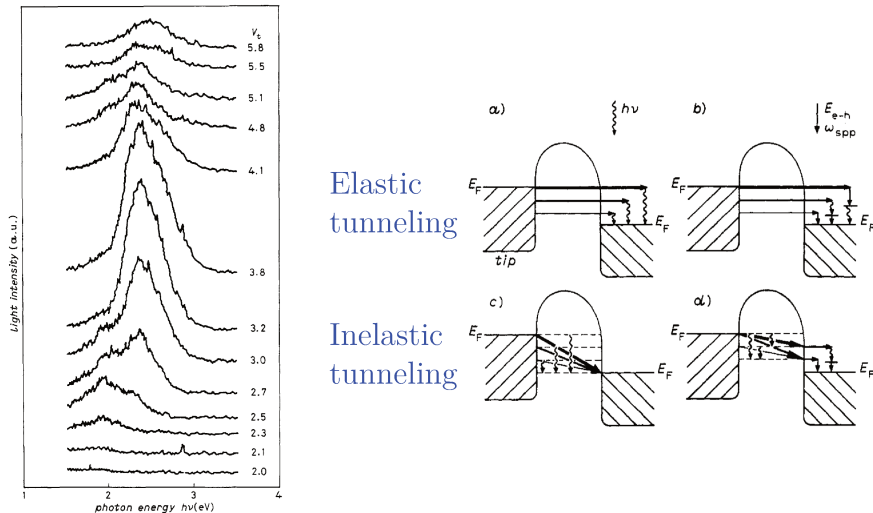 V_t
5.8
5.5
5.1
4.8
4.1
3.8
3.2
3.0
2.7
2.5
2.3
2.1
2.0
light intensity (a.u.)
1 2 3 4
photon energy hν(eV)
Elastic
tunneling
Inelastic
tunneling
a) hν
E_F
E_F
tip
b) E_e-h
ω_spp
E_F
E_F
c)
E_F
E_F
d)
E_F
E_F